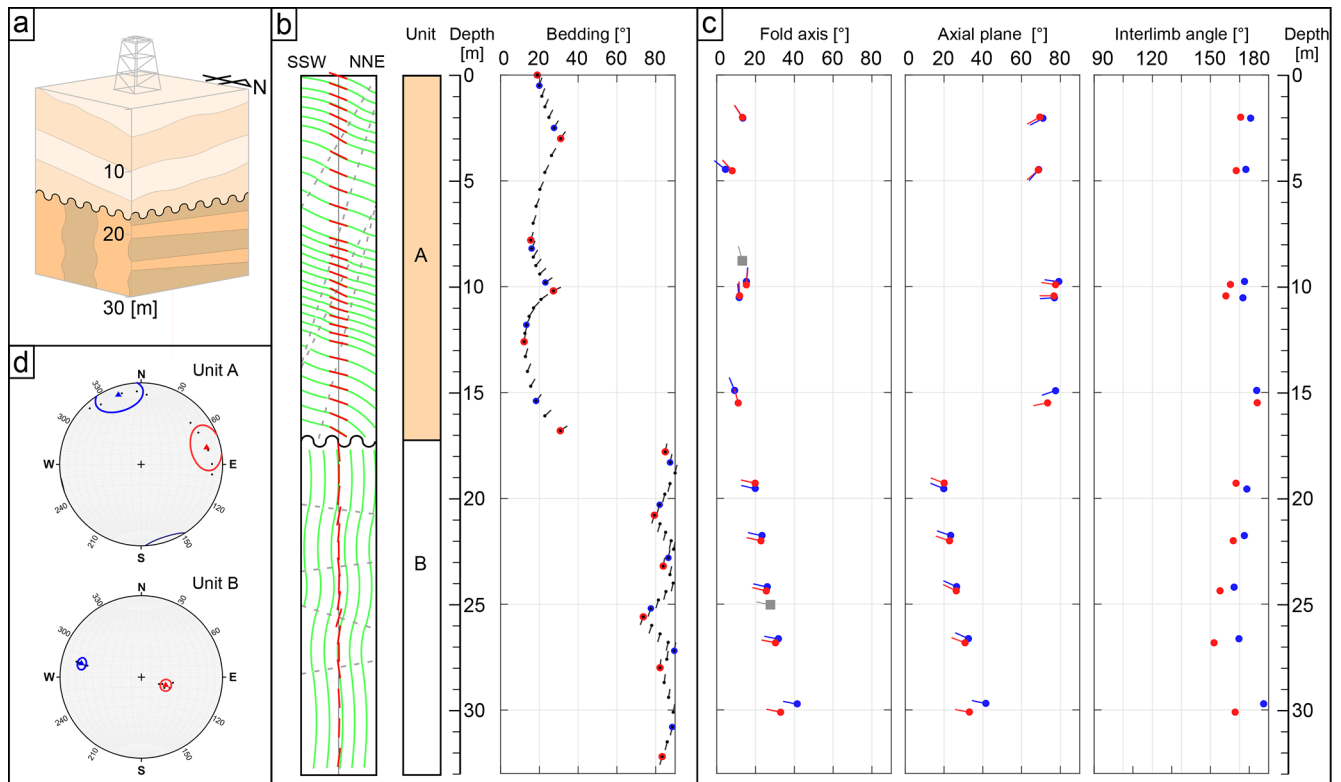 a
N
10
20
30 [m]
b
Unit
Depth
[m]
Bedding [°]
SSW
NNE
0
20
40
60
80
A
B
0
5
10
15
20
25
30
c
Fold axis [°]
Axial plane [°]
Interlimb angle [°]
Depth
[m]
0
20
40
60
80
0
20
40
60
80
90
120
150
180
0
5
10
15
20
25
30
d
Unit A
N
30
60
E
120
150
S
210
240
W
300
330
Unit B
N
30
60
E
120
150
S
210
240
W
300
330